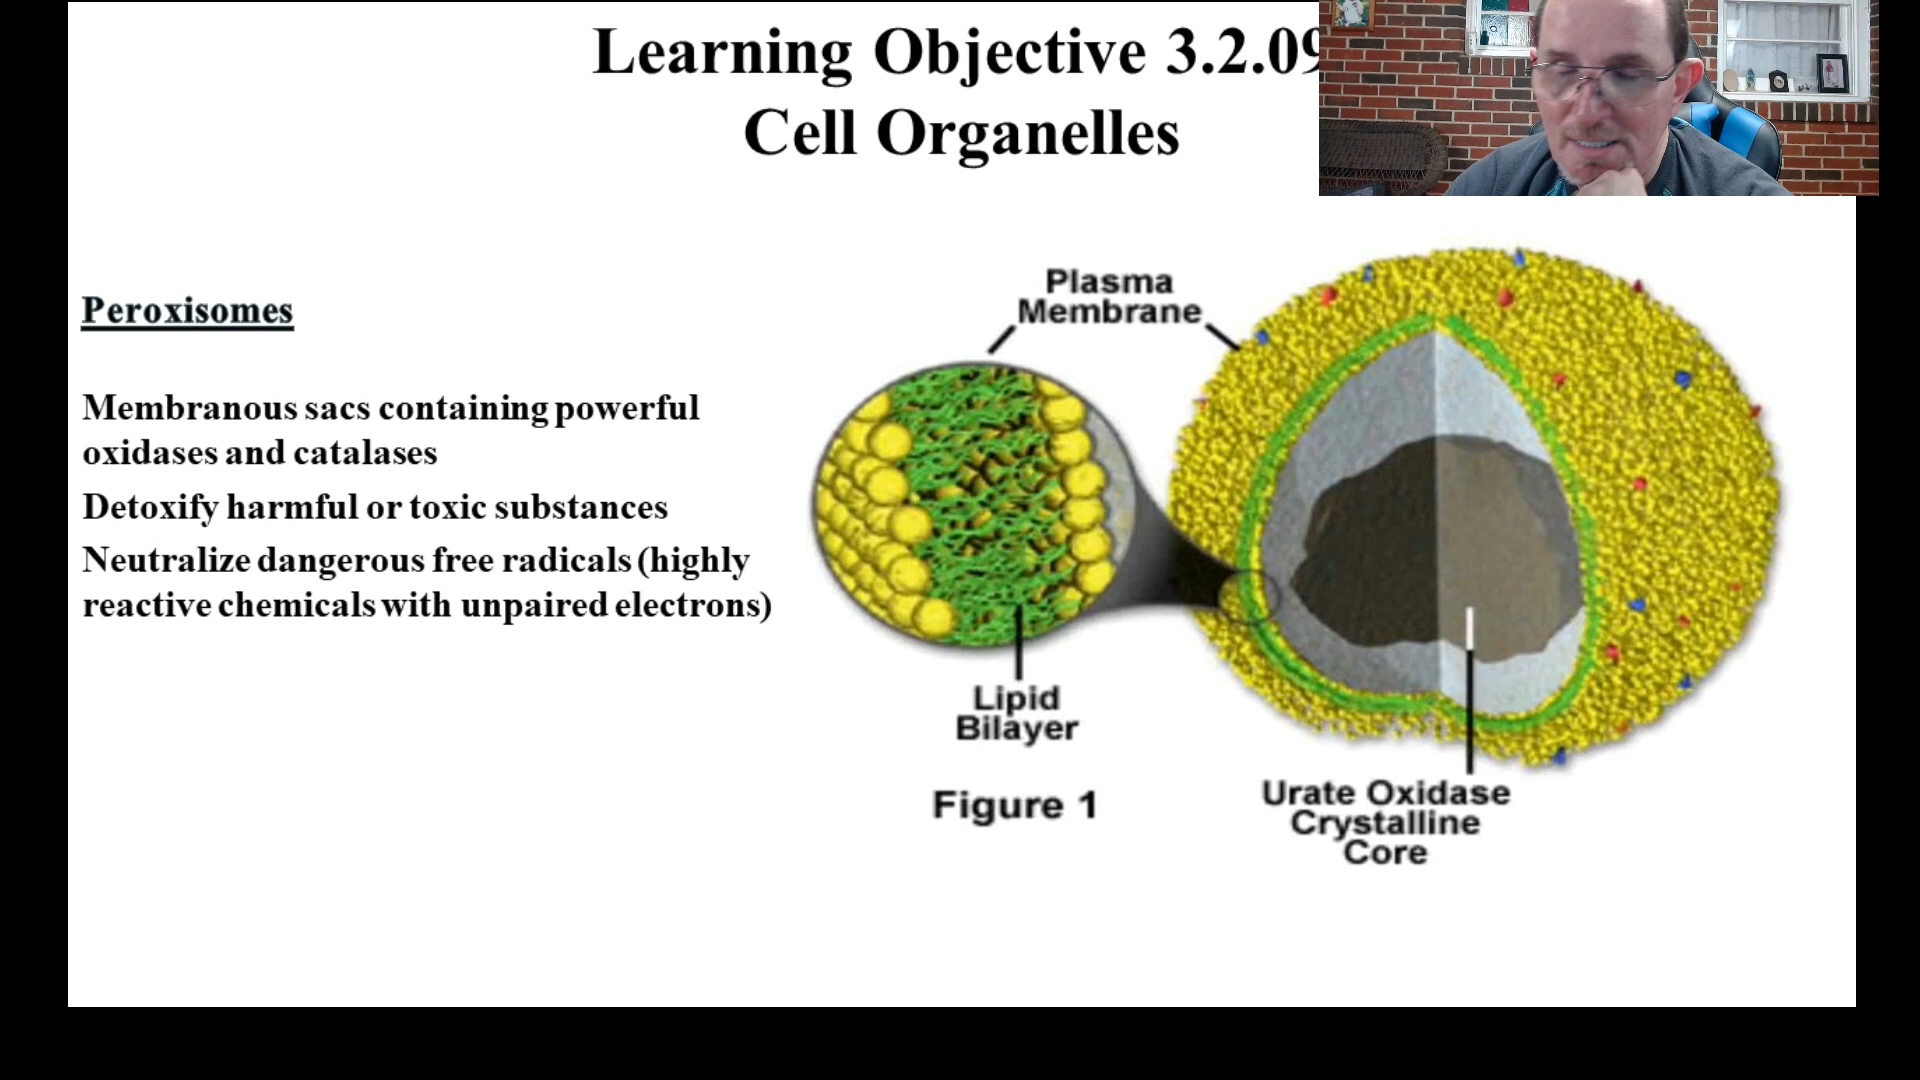 Learning Objective 3.2.09
Cell Organelles
Peroxisomes
Membranous sacs containing powerful
oxidases and catalases
Detoxify harmful or toxic substances
Neutralize dangerous free radicals (highly
reactive chemicals with unpaired electrons)
Plasma
Membrane
Lipid
Bilayer
Figure 1
Urate Oxidase
Crystalline
Core